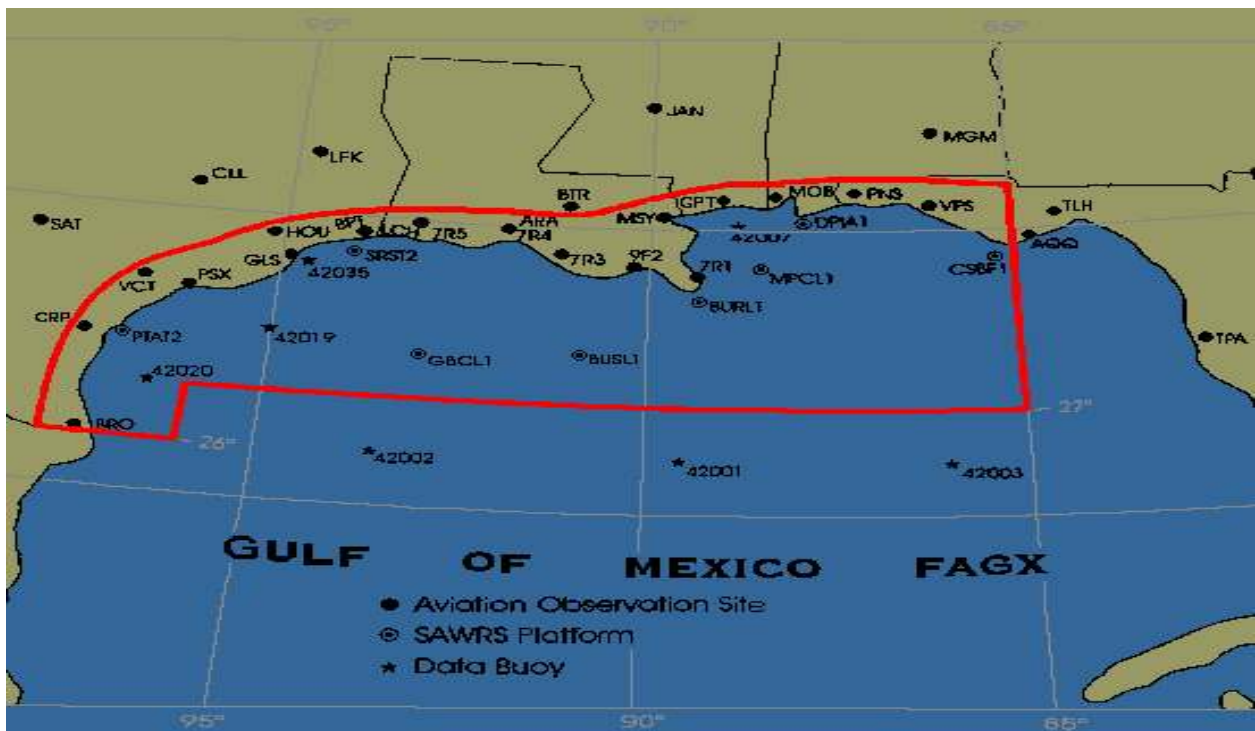 95°
90°
85°
JAN
MGM
LFK
CLL
BTR
IGPT
MOB
PNS
SAT
MSY
VPS
TLH
HOU
BPT
LCH
7R5
ARA
7R4
DPIA1
42007
AQQ
GLS
SRST2
42035
7R3
9F2
7R1
MPCL1
CSBF1
VCT
PSX
BURL1
CRP
PTAT2
42019
TPA
GBCL1
BUSL1
42020
BRO
26°
27°
42002
42001
42003
GULF OF MEXICO FAGX
Aviation Observation Site
SAWRS Platform
Data Buoy
95°
90°
85°